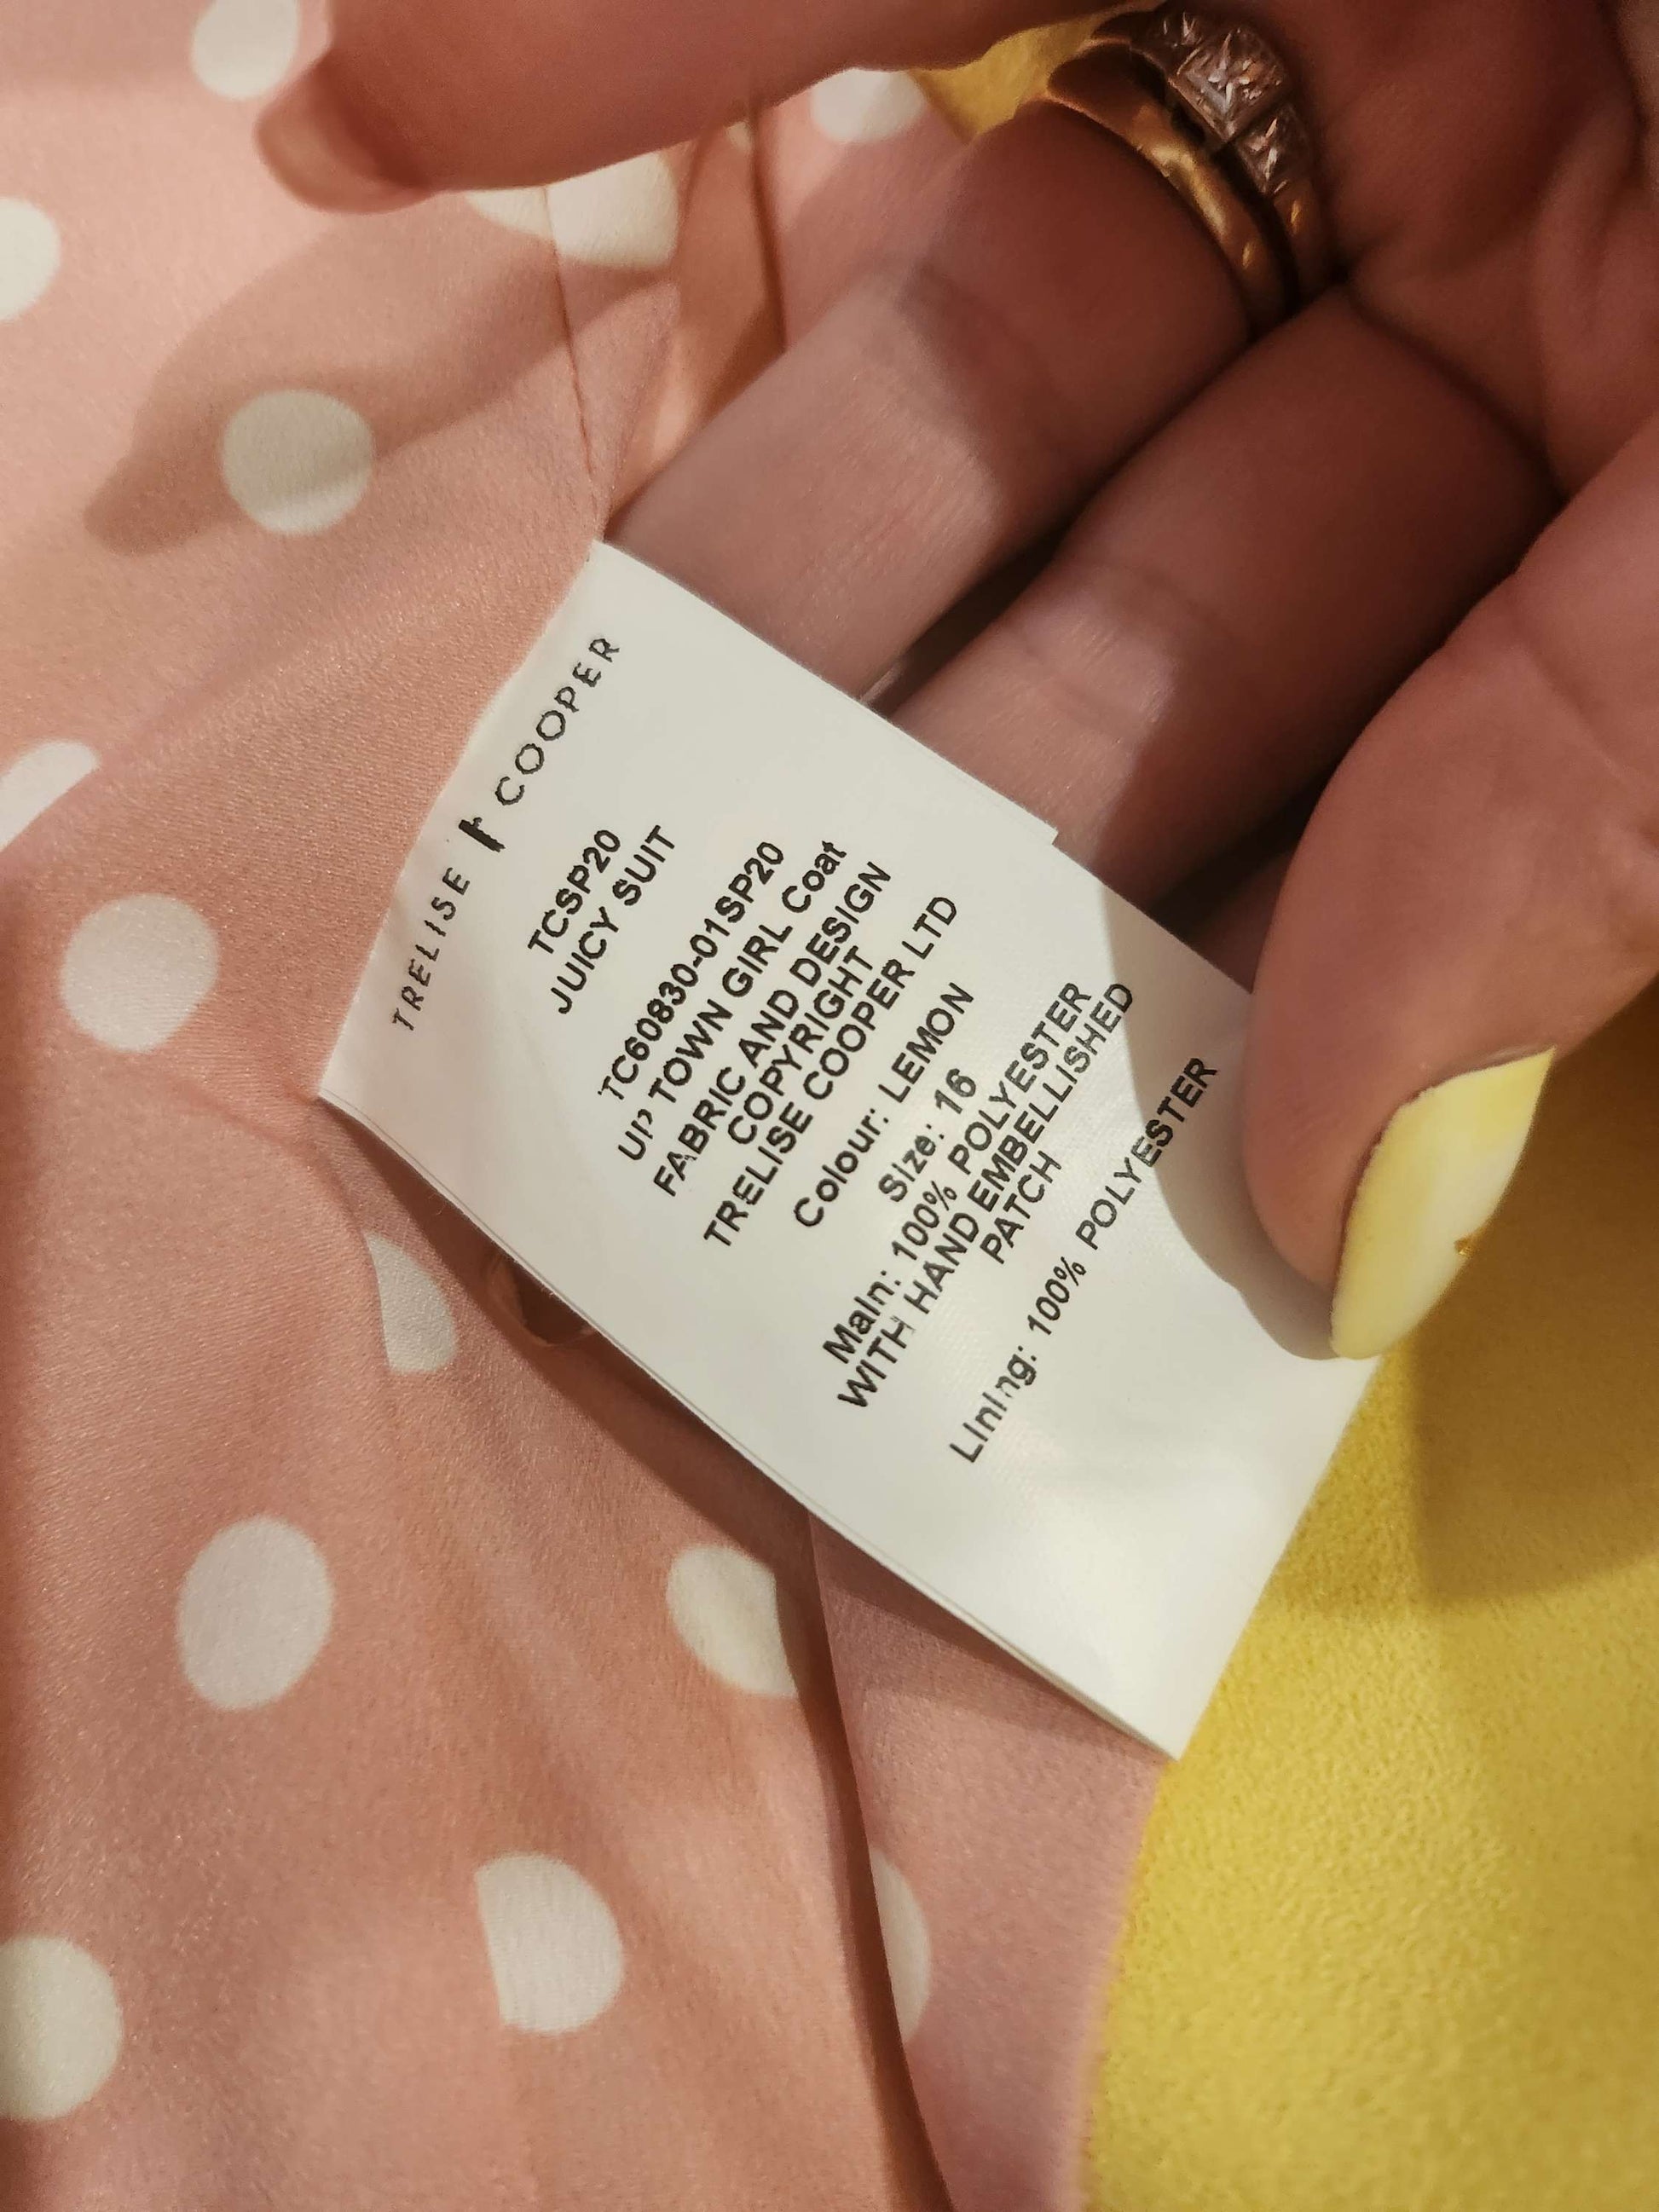 TRELISE COOPER
TCSP20
JUICY SUIT
TC60830-01SP20
UP TOWN GIRL Coat
FABRIC AND DESIGN
COPYRIGHT
TRELISE COOPER LTD
Colour: LEMON
Size: 16
Main: 100% POLYESTER
WITH HAND EMBELLISHED
PATCH
Lining: 100% POLYESTER